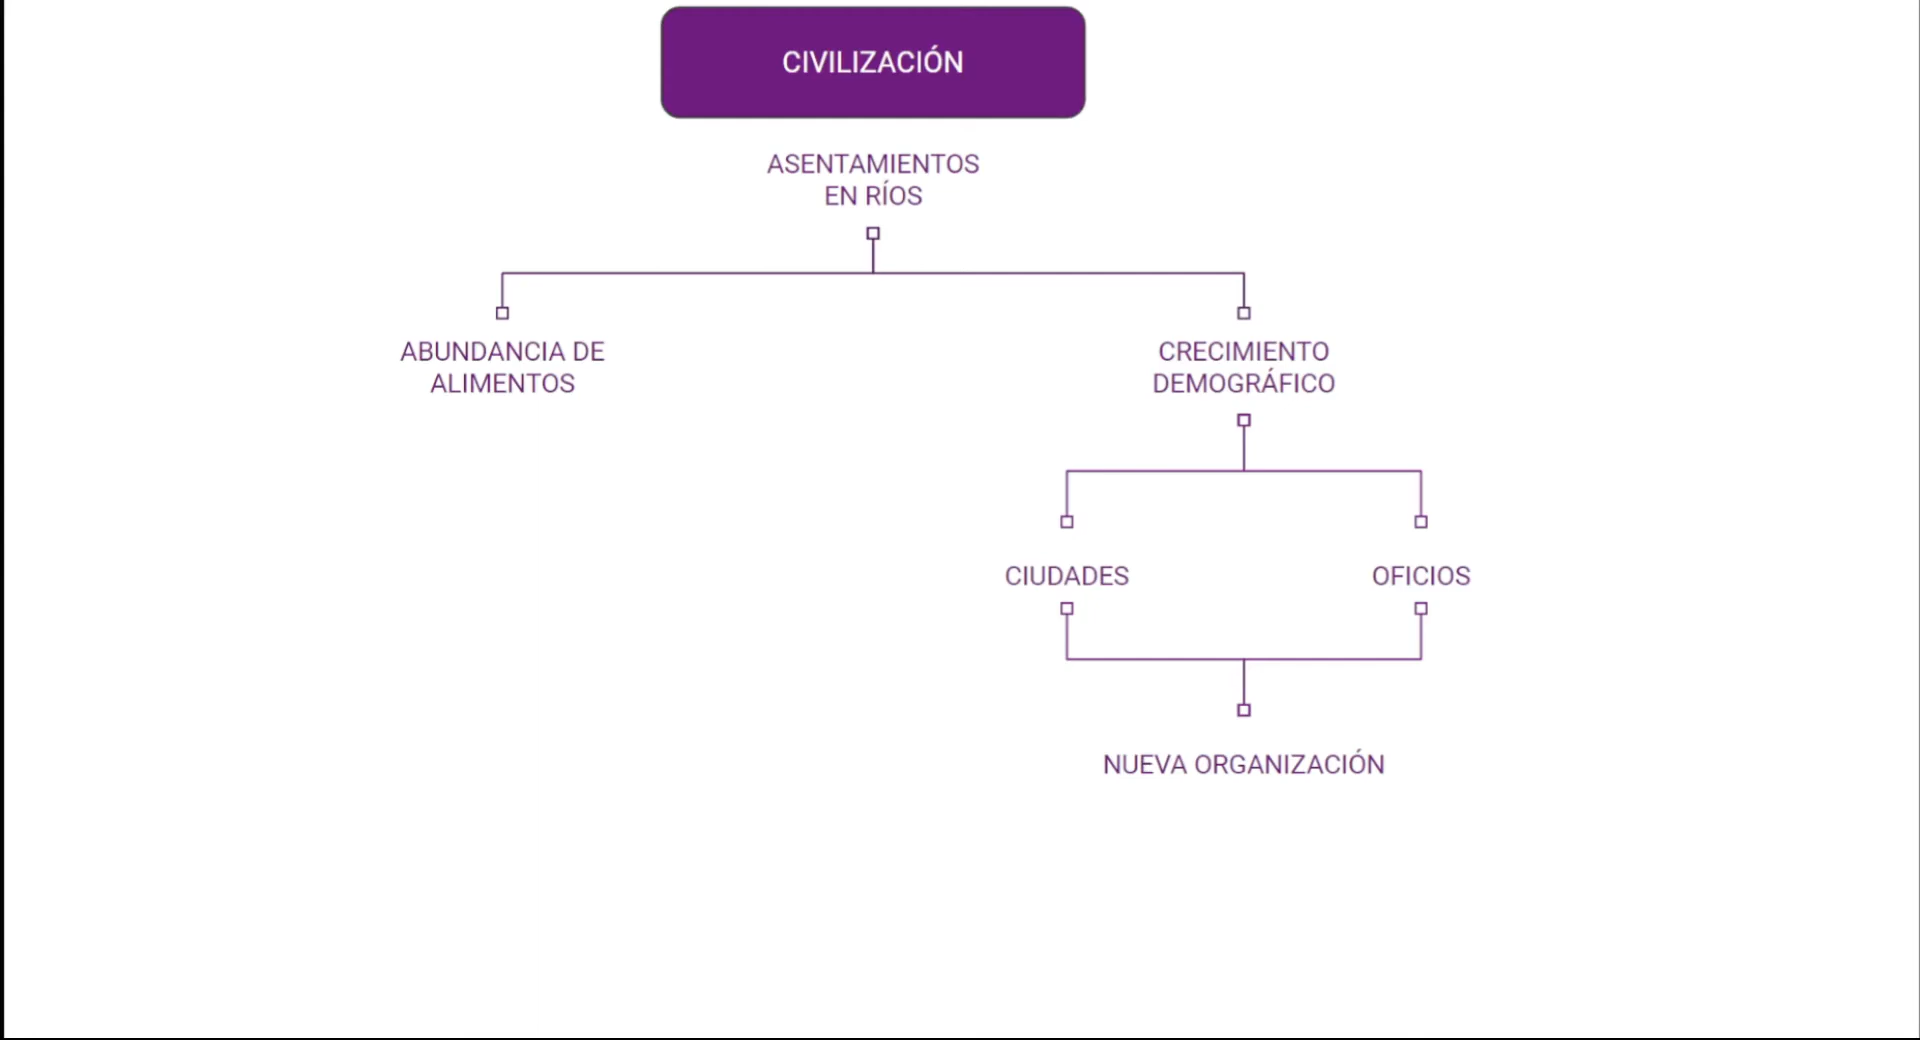 CIVILIZACIÓN
ASENTAMIENTOS
EN RÍOS
ABUNDANCIA DE
ALIMENTOS
CRECIMIENTO
DEMOGRÁFICO
CIUDADES
OFICIOS
NUEVA ORGANIZACIÓN